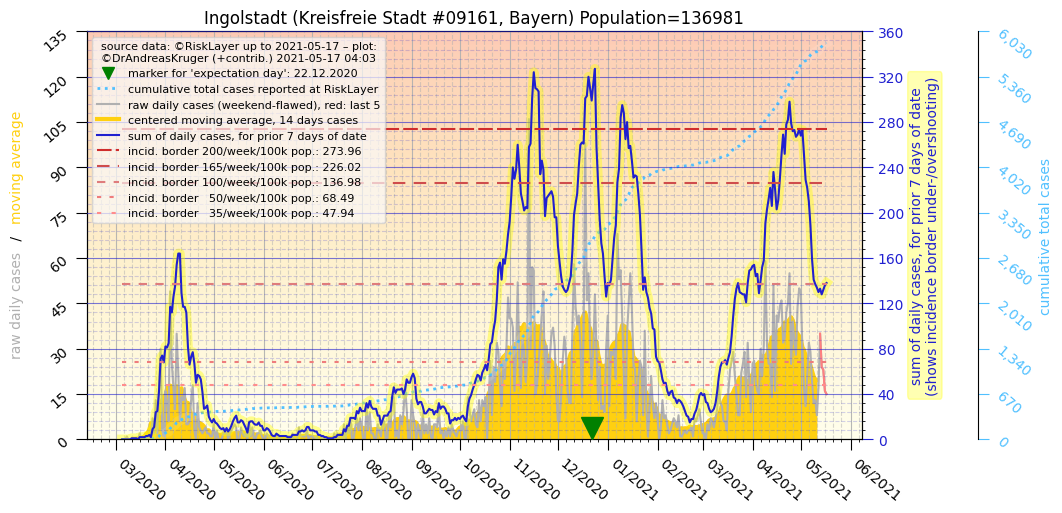 Ingolstadt (Kreisfreie Stadt #09161, Bayern) Population=136981
source data: ©RiskLayer up to 2021-05-17 – plot:
©DrAndreasKruger (+contrib.) 2021-05-17 04:03
marker for 'expectation day': 22.12.2020
cumulative total cases reported at RiskLayer
raw daily cases (weekend-flawed), red: last 5
centered moving average, 14 days cases
sum of daily cases, for prior 7 days of date
incid. border 200/week/100k pop.: 273.96
incid. border 165/week/100k pop.: 226.02
incid. border 100/week/100k pop.: 136.98
incid. border   50/week/100k pop.: 68.49
incid. border   35/week/100k pop.: 47.94
raw daily cases  /  moving average
135
120
105
90
75
60
45
30
15
0
03/2020
04/2020
05/2020
06/2020
07/2020
08/2020
09/2020
10/2020
11/2020
12/2020
01/2021
02/2021
03/2021
04/2021
05/2021
06/2021
360
320
280
240
200
160
120
80
40
0
sum of daily cases, for prior 7 days of date
(shows incidence border under-/overshooting)
6,030
5,360
4,690
4,020
3,350
2,680
2,010
1,340
670
0
cumulative total cases